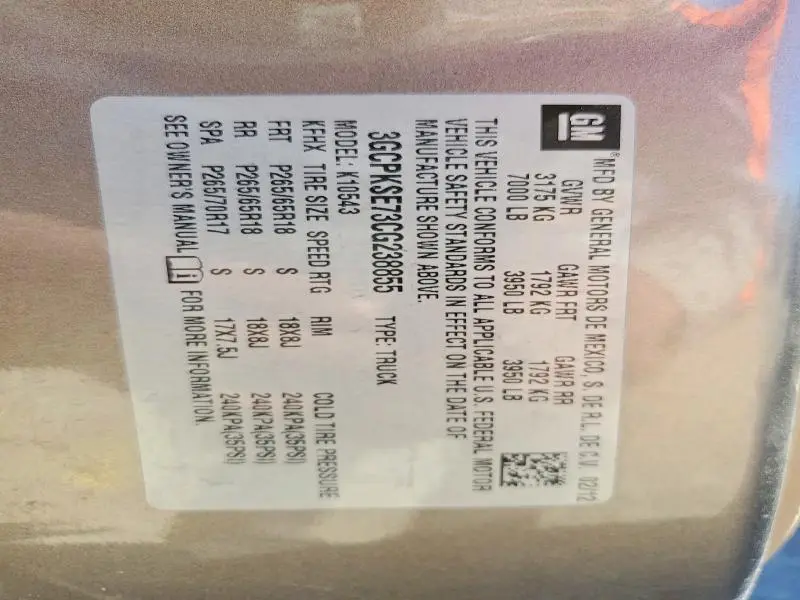 GM
® MFD BY GENERAL MOTORS DE MEXICO, S. DE R.L. DE C.V. 02/12
GVWR GAWR FRT GAWR RR
3175 KG 1792 KG 1792 KG
7000 LB 3950 LB 3950 LB
THIS VEHICLE CONFORMS TO ALL APPLICABLE U.S. FEDERAL MOTOR
VEHICLE SAFETY STANDARDS IN EFFECT ON THE DATE OF
MANUFACTURE SHOWN ABOVE.
3GCPKSE73CG238855 TYPE: TRUCK
MODEL: K10543
KFHX TIRE SIZE SPEED RTG RIM COLD TIRE PRESSURE
FRT P265/65R18 S 18X8J 240KPA(35PSI)
RR P265/65R18 S 18X8J 240KPA(35PSI)
SPA P265/70R17 S 17X7.5J 240KPA(35PSI)
SEE OWNER'S MANUAL i FOR MORE INFORMATION.